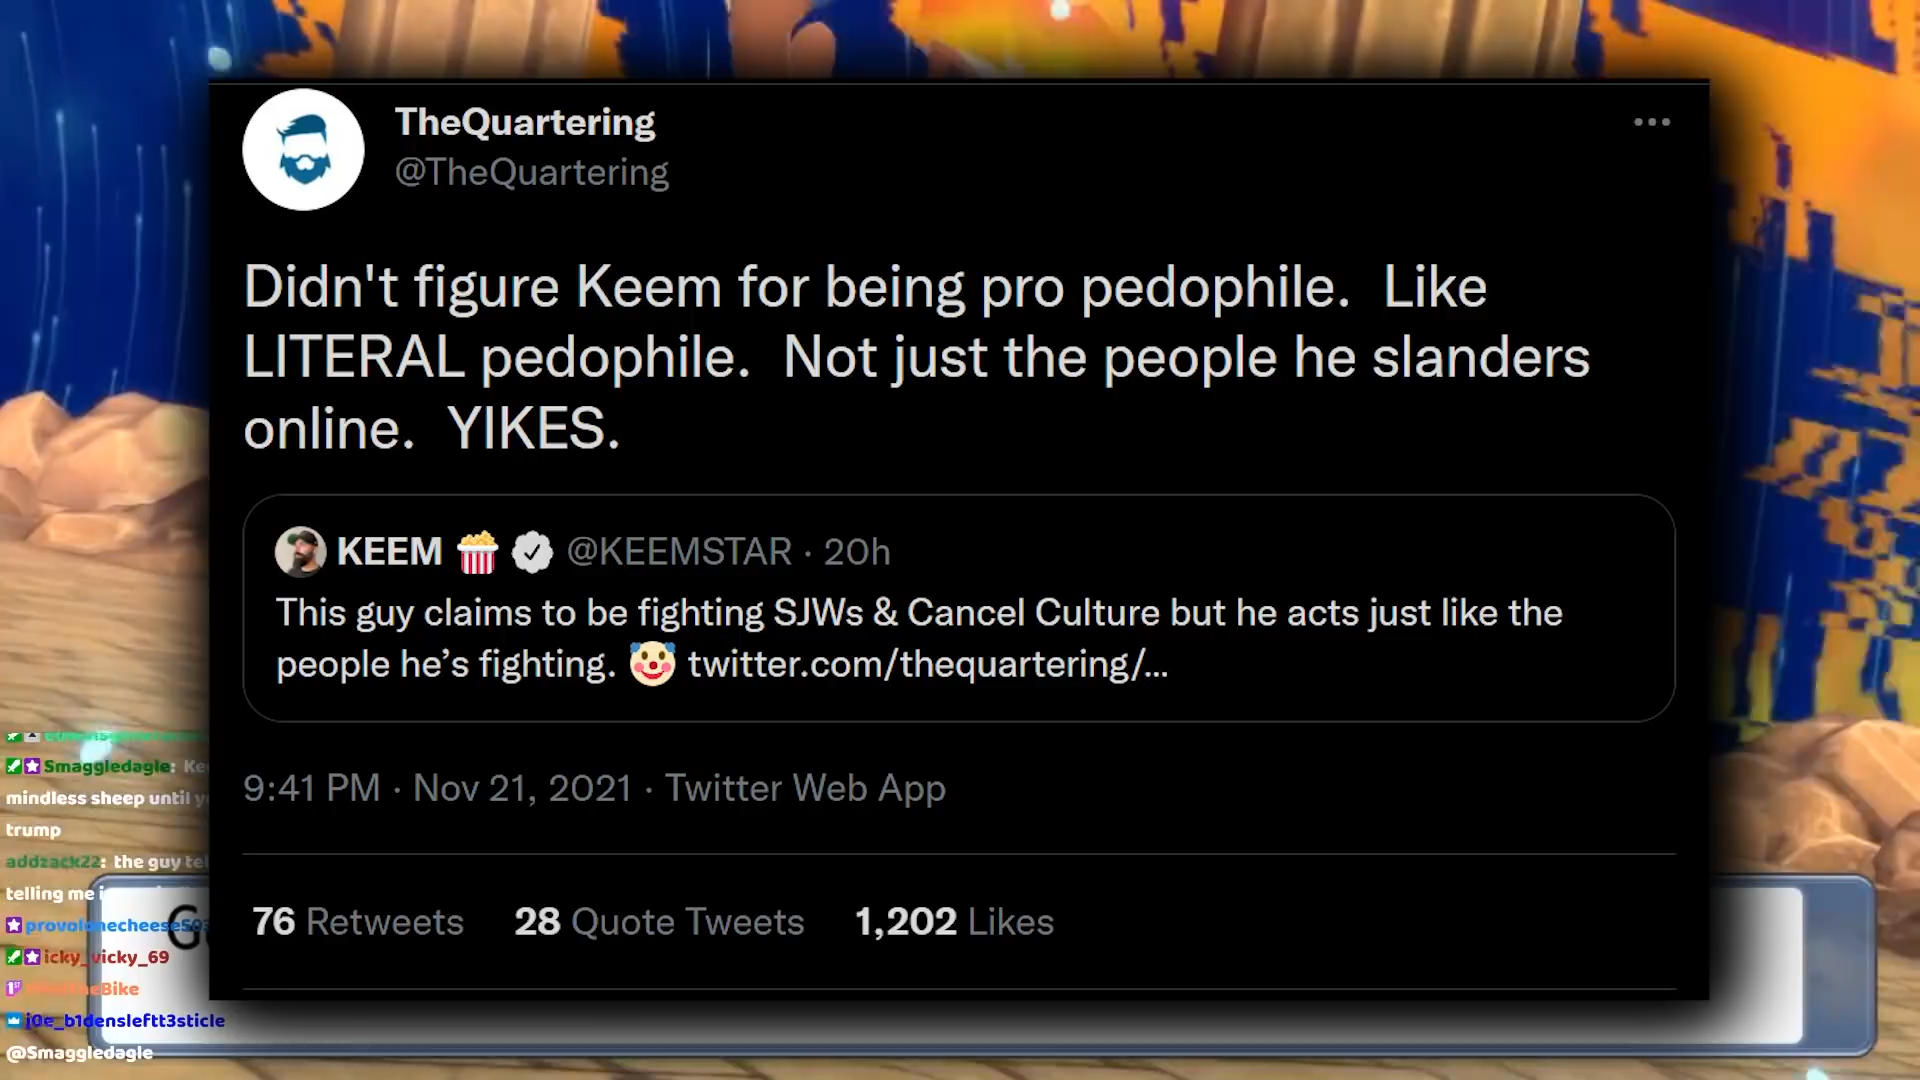 TheQuartering
@TheQuartering
Didn't figure Keem for being pro pedophile. Like
LITERAL pedophile. Not just the people he slanders
online. YIKES.
KEEM 🍿 @KEEMSTAR · 20h
This guy claims to be fighting SJWs & Cancel Culture but he acts just like the
people he’s fighting. 🤡 twitter.com/thequartering/...
9:41 PM · Nov 21, 2021 · Twitter Web App
76 Retweets 28 Quote Tweets 1,202 Likes
Smaggledagle:
mindless sheep until
trump
addzack22: the guy
telling me
icky_vicky_69
j0e_b1densleftt3sticle
@Smaggledagle